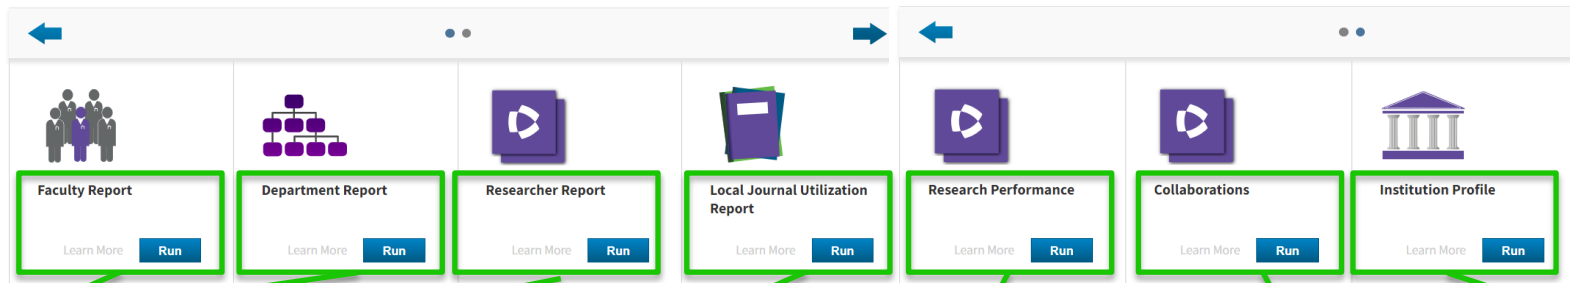 Faculty Report
Learn More Run
Department Report
Learn More Run
Researcher Report
Learn More Run
Local Journal Utilization
Report
Learn More Run
Research Performance
Learn More Run
Collaborations
Learn More Run
Institution Profile
Learn More Run